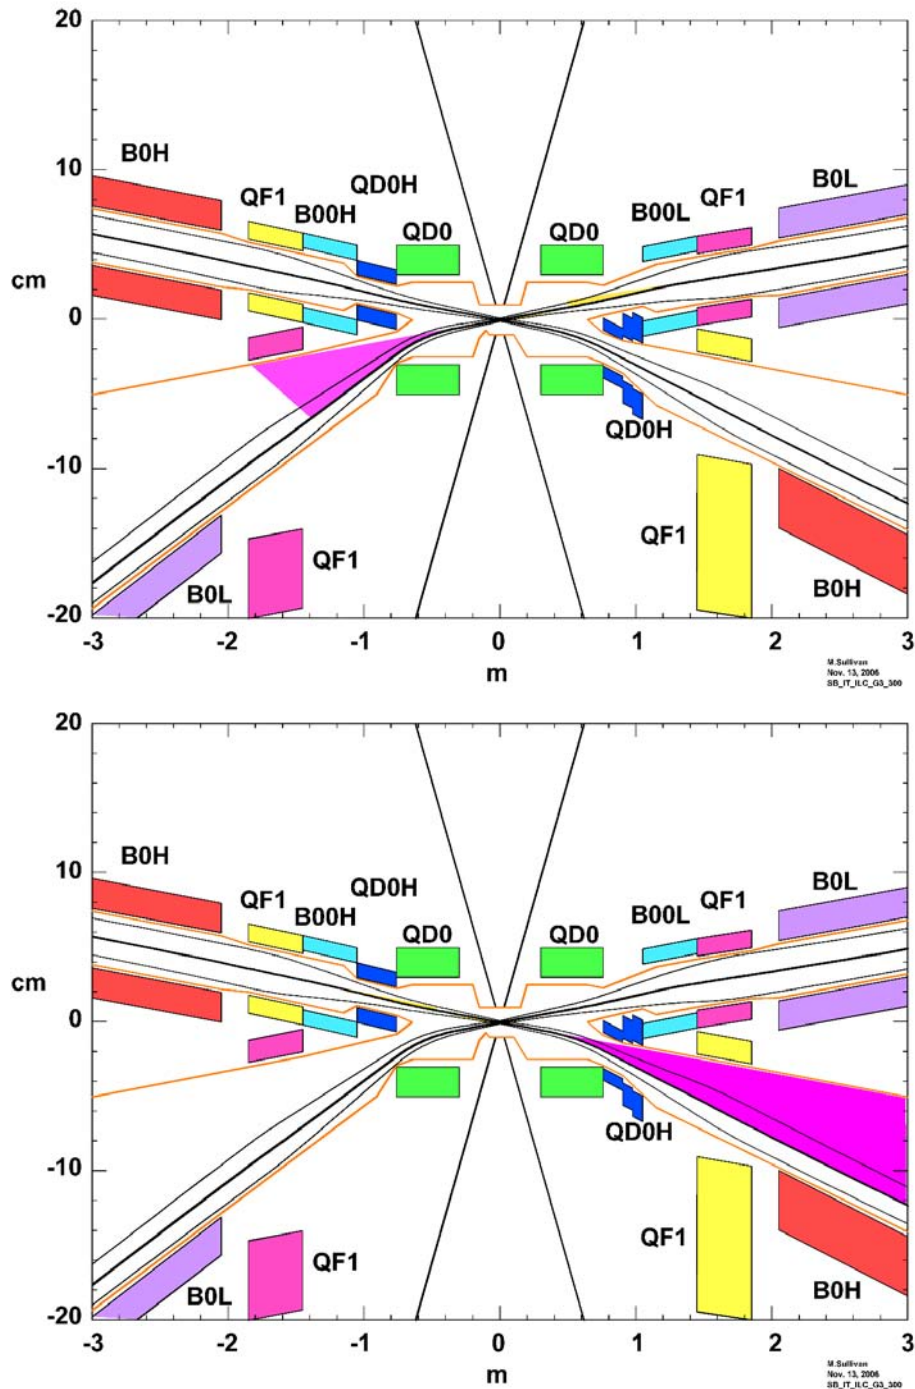 20
B0H
QD0H
10
QF1
B0L
B00H
B00L
QF1
QD0
QD0
cm
0
QD0H
-10
QF1
QF1
B0L
B0H
-20
-3
-2
-1
0
1
2
3
m
M.Sullivan
Nov. 13, 2006
SB_IT_ILC_G3_300
20
B0H
QD0H
10
QF1
B0L
B00H
B00L
QF1
QD0
QD0
cm
0
QD0H
-10
QF1
QF1
B0L
B0H
-20
-3
-2
-1
0
1
2
3
m
M.Sullivan
Nov. 13, 2006
SB_IT_ILC_G3_300